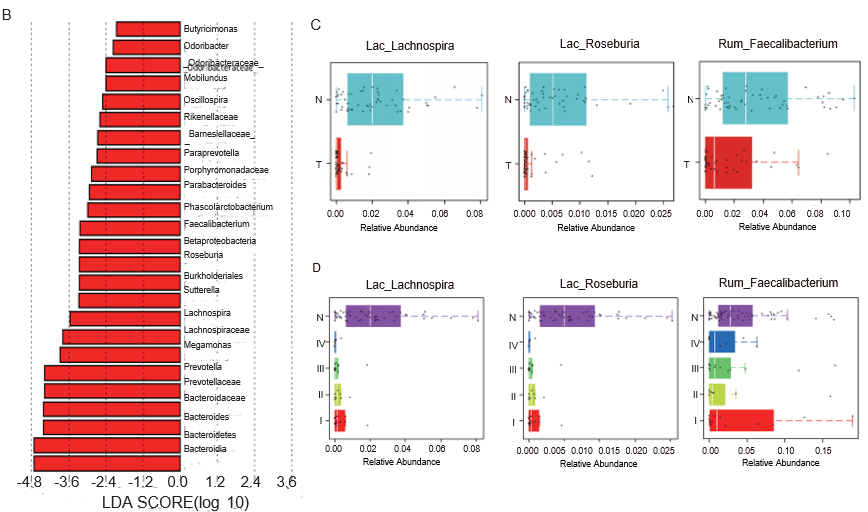 B
Butyricimonas
Odoribacter
_Odoribacteraceae_
_Odoribacteraceae_
Mobiluncus
Oscillospira
Rikenellaceae
_Barnesiellaceae_
Paraprevotella
Porphyromonadaceae
Parabacteroides
Phascolarctobacterium
Faecalibacterium
Betaproteobacteria
Roseburia
Burkholderiales
Sutterella
Lachnospira
Lachnospiraceae
Megamonas
Prevotella
Prevotellaceae
Bacteroidaceae
Bacteroides
Bacteroidetes
Bacteroidia
-4.8 -3.6 -2.4 -1.2 0.0 1.2 2.4 3.6
LDA SCORE(log 10)
C
Lac_Lachnospira
N
T
0.00 0.02 0.04 0.06 0.08
Relative Abundance
Lac_Roseburia
N
T
0.000 0.005 0.010 0.015 0.020 0.025
Relative Abundance
Rum_Faecalibacterium
N
T
0.00 0.02 0.04 0.06 0.08 0.10
Relative Abundance
D
Lac_Lachnospira
N
IV
III
II
I
0.00 0.02 0.04 0.06 0.08
Relative Abundance
Lac_Roseburia
N
IV
III
II
I
0.000 0.005 0.010 0.015 0.020 0.025
Relative Abundance
Rum_Faecalibacterium
N
IV
III
II
I
0.00 0.05 0.10 0.15
Relative Abundance